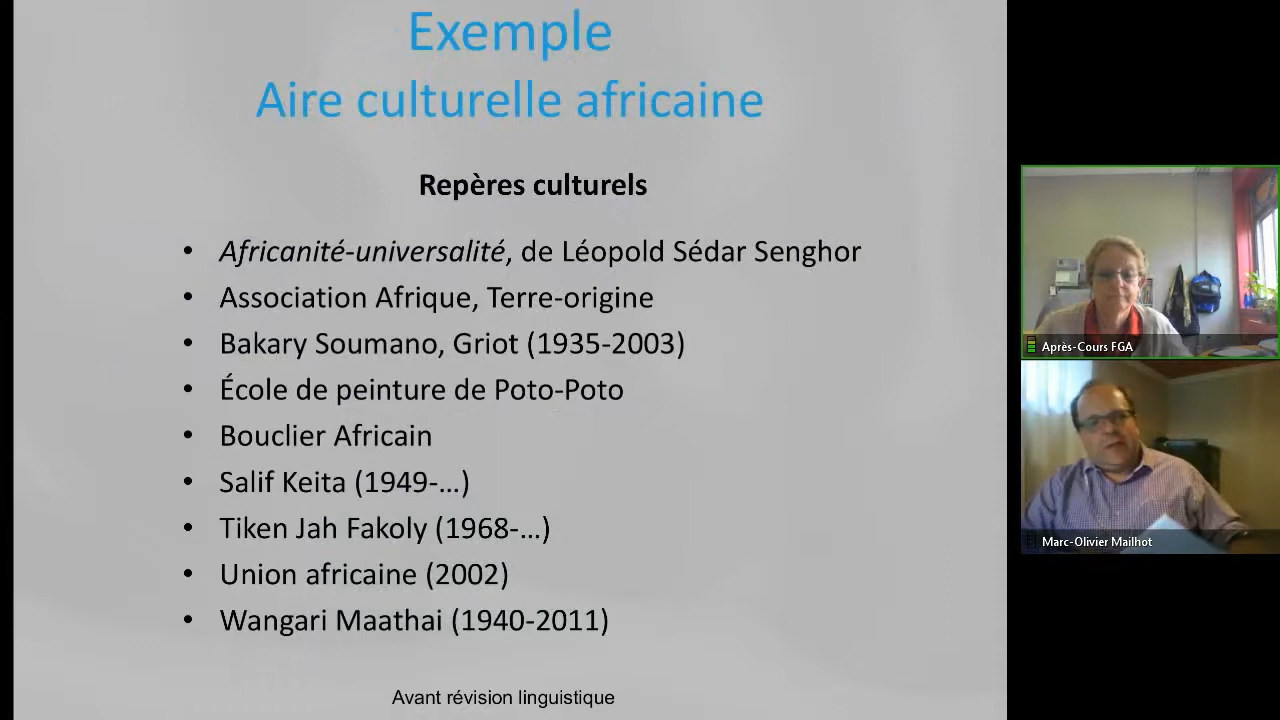 Exemple
Aire culturelle africaine
Repères culturels
• Africanité-universalité, de Léopold Sédar Senghor
• Association Afrique, Terre-origine
• Bakary Soumano, Griot (1935-2003)
• École de peinture de Poto-Poto
• Bouclier Africain
• Salif Keita (1949-...)
• Tiken Jah Fakoly (1968-...)
• Union africaine (2002)
• Wangari Maathai (1940-2011)
Avant révision linguistique
Après-Cours FGA
Marc-Olivier Mailhot